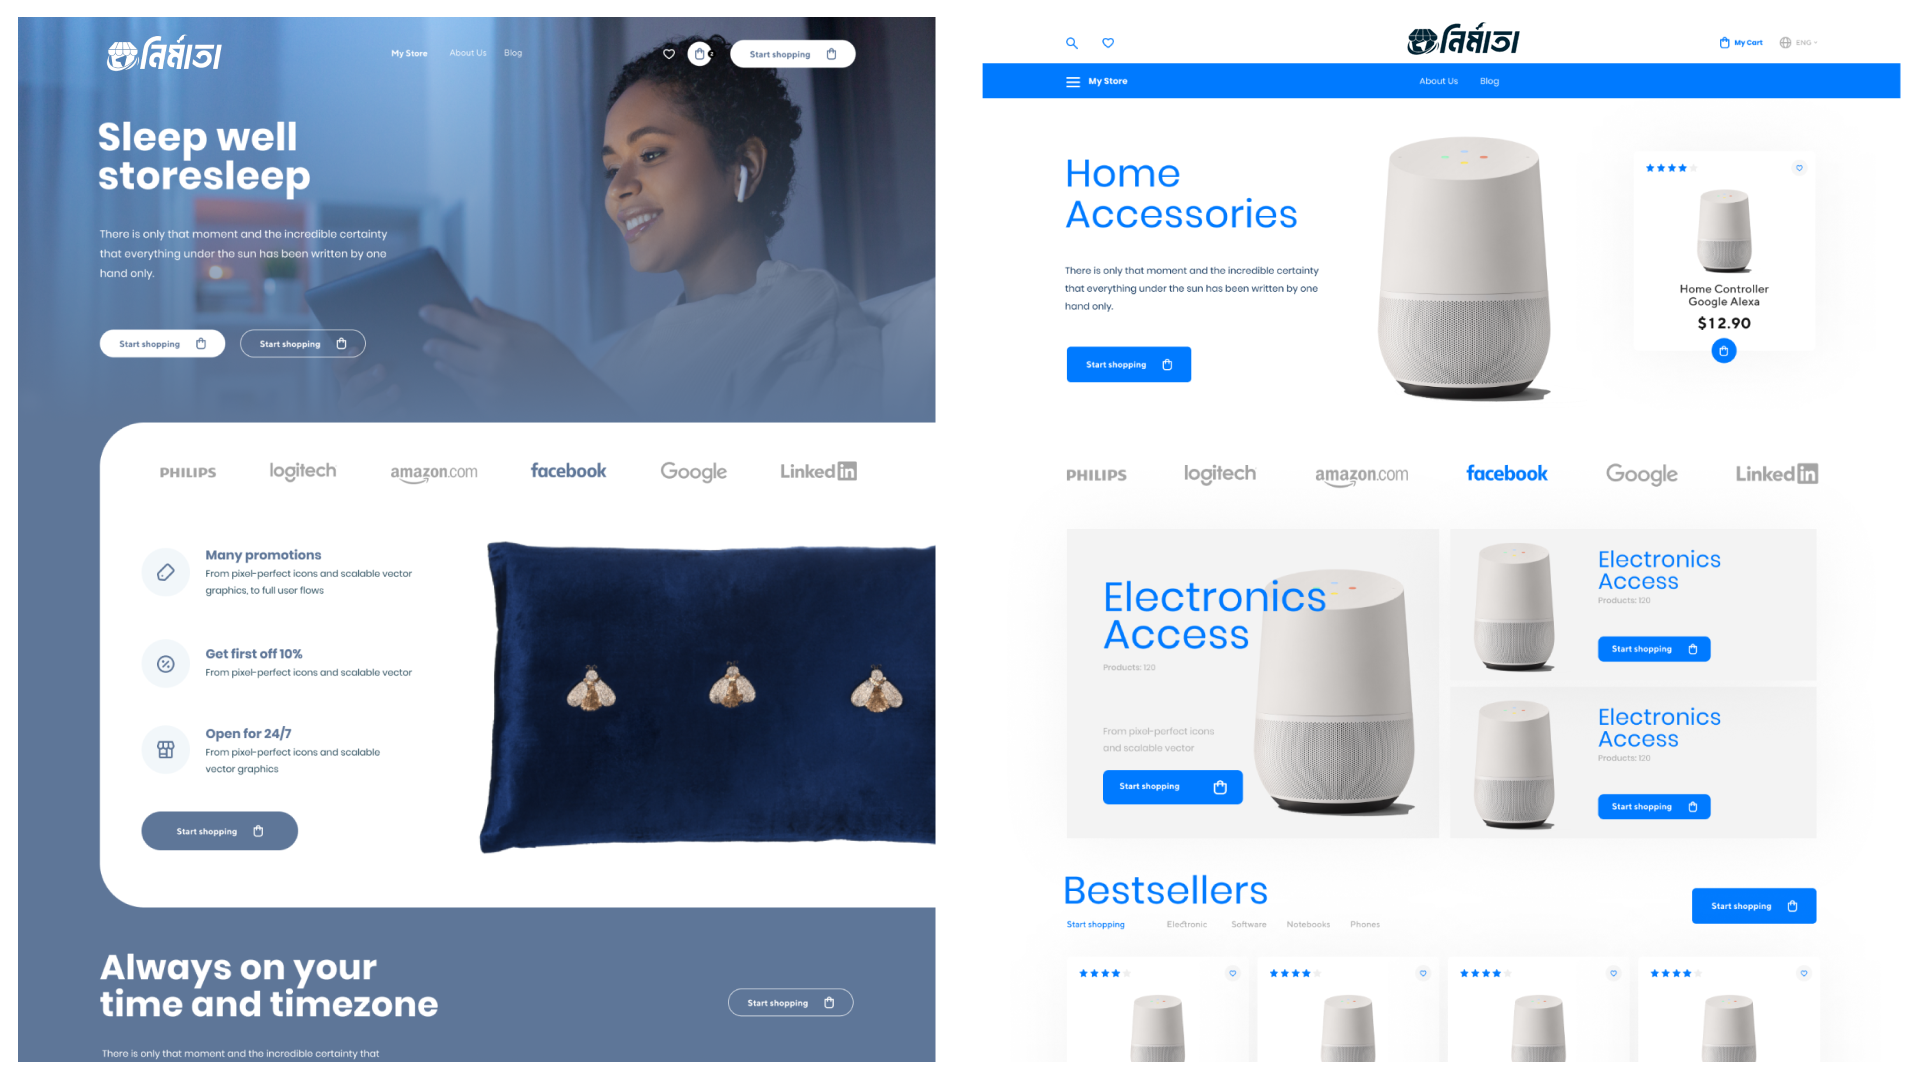 নির্মাতা
My Store About Us Blog
2
Start shopping
Sleep well
storesleep
There is only that moment and the incredible certainty
that everything under the sun has been written by one
hand only.
Start shopping Start shopping
PHILIPS logitech amazon.com facebook Google Linked in
Many promotions
From pixel-perfect icons and scalable vector
graphics, to full user flows
Get first off 10%
From pixel-perfect icons and scalable vector
Open for 24/7
From pixel-perfect icons and scalable
vector graphics
Start shopping
Always on your
time and timezone
Start shopping
There is only that moment and the incredible certainty that
নির্মাতা
My Cart ENG
My Store About Us Blog
Home
Accessories
There is only that moment and the incredible certainty
that everything under the sun has been written by one
hand only.
Start shopping
Home Controller
Google Alexa
$12.90
PHILIPS logitech amazon.com facebook Google Linked in
Electronics
Access
Products: 120
From pixel-perfect icons
and scalable vector
Start shopping
Electronics
Access
Products: 120
Start shopping
Electronics
Access
Products: 120
Start shopping
Bestsellers
Start shopping
Start shopping Electronic Software Notebooks Phones